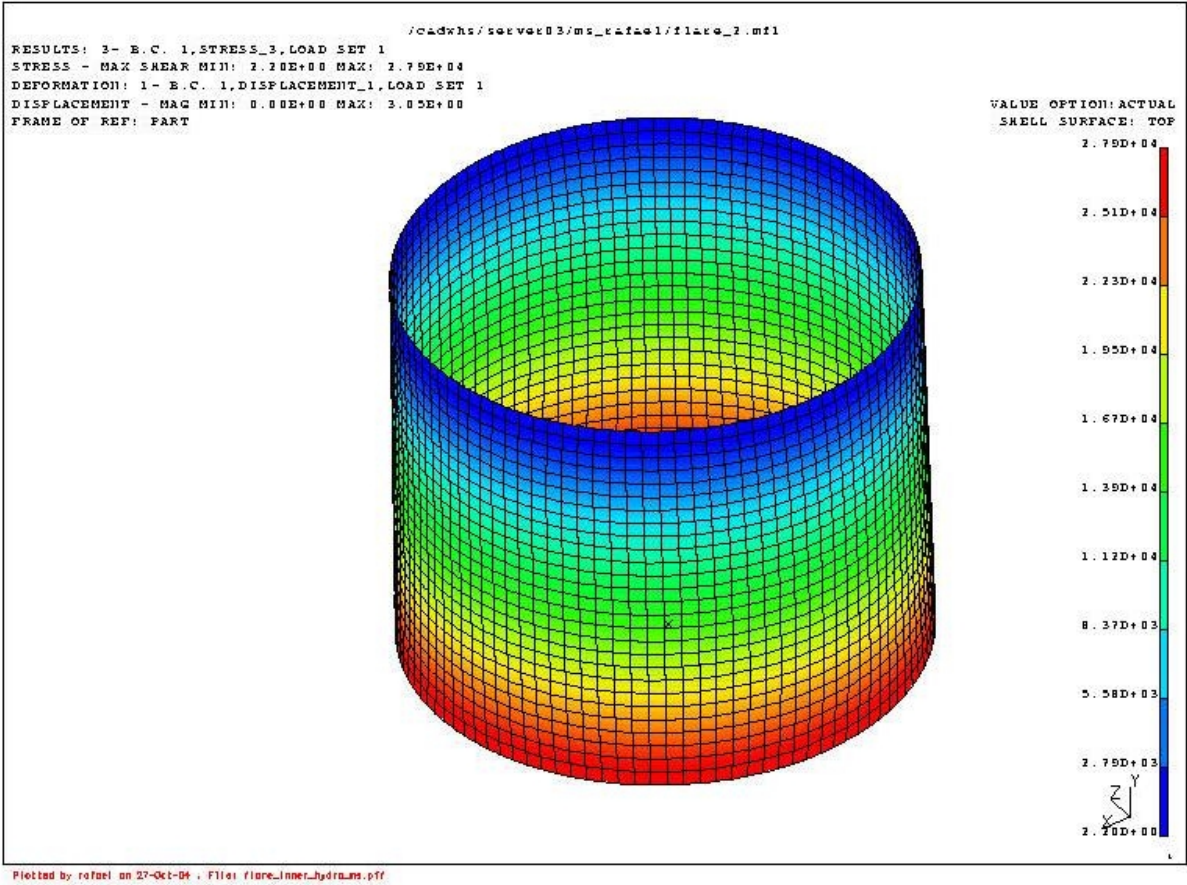 /cadwhs/server03/ms_rafael/flare_2.mf1
RESULTS: 3- B.C. 1,STRESS_3,LOAD SET 1
STRESS - MAX SHEAR MIN: 2.20E+00 MAX: 2.79E+04
DEFORMATION: 1- B.C. 1,DISPLACEMENT_1,LOAD SET 1
DISPLACEMENT - MAG MIN: 0.00E+00 MAX: 3.05E+00
FRAME OF REF: PART
VALUE OPTION:ACTUAL
SHELL SURFACE: TOP
2.79D+04
2.51D+04
2.23D+04
1.95D+04
1.67D+04
1.39D+04
1.12D+04
8.37D+03
5.58D+03
2.79D+03
Y
Z
X
2.20D+00
Plotted by rafael on 27-Oct-04 , File: flare_inner_hydro_ms.pff